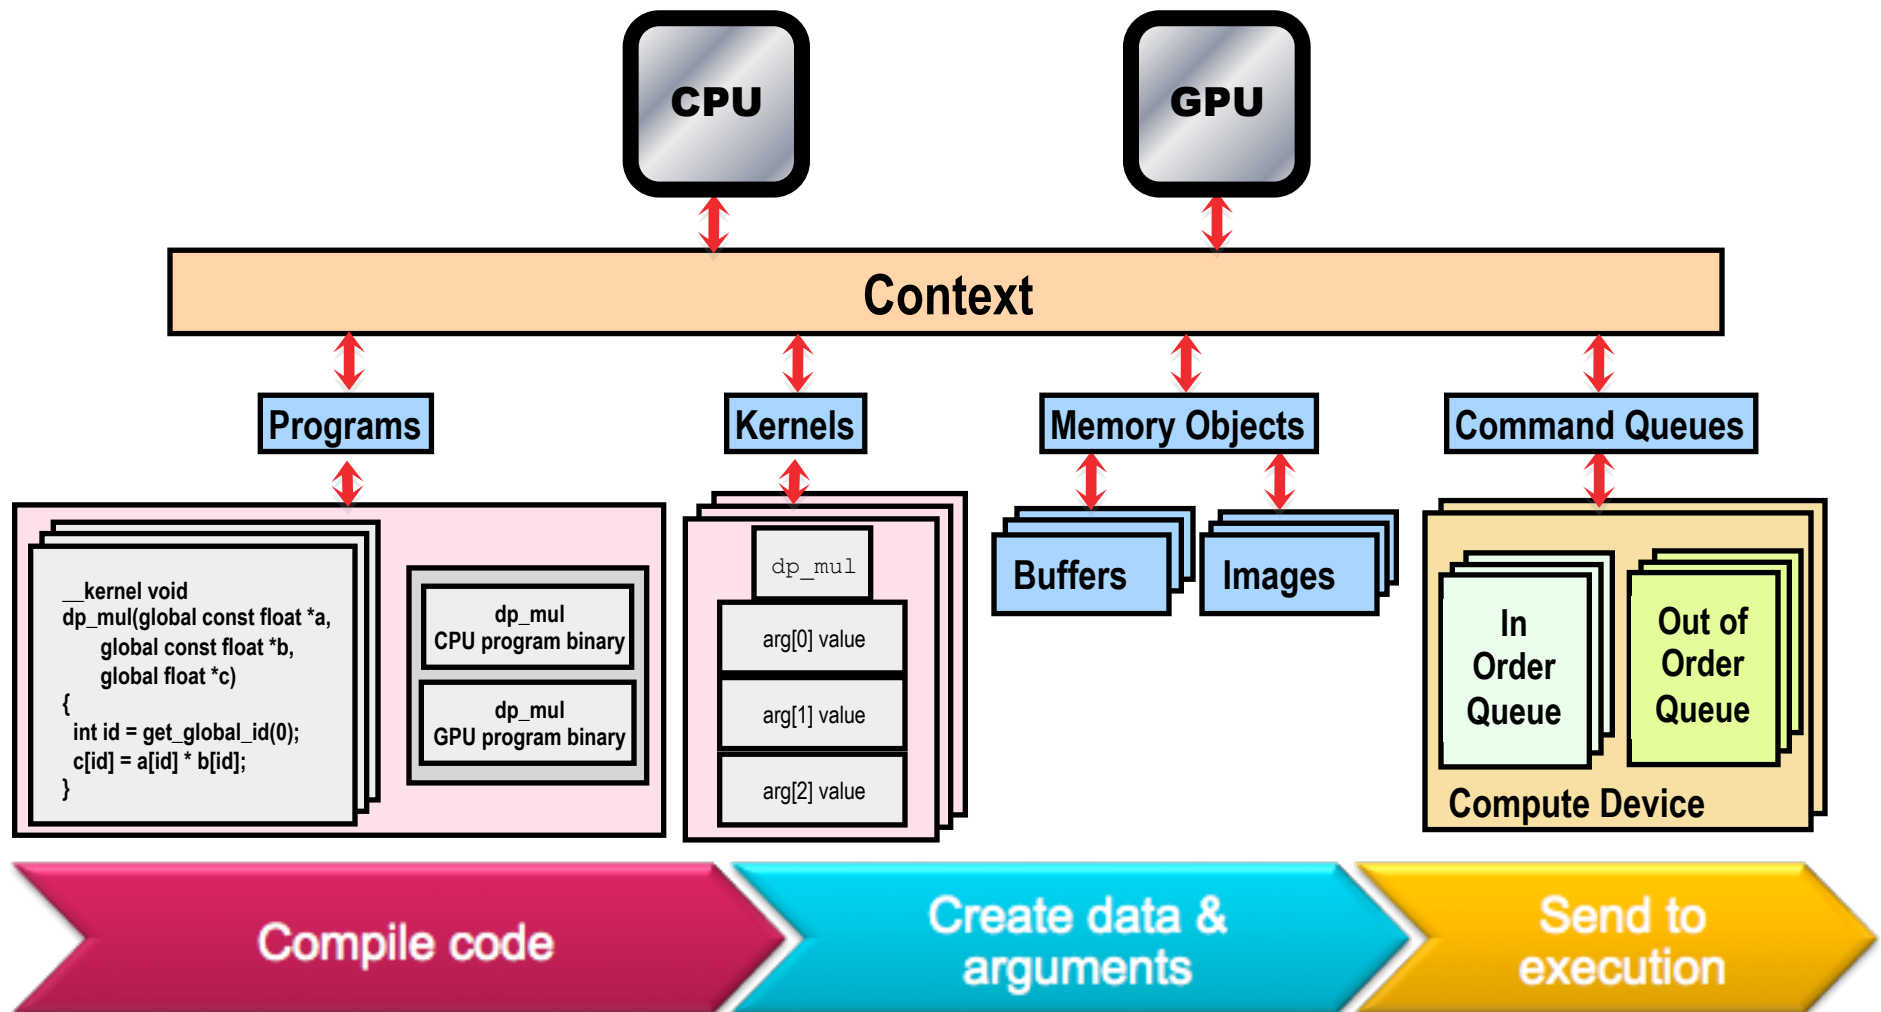 CPU
GPU
Context
Programs
Kernels
Memory Objects
Command Queues
__kernel void
dp_mul(global const float *a,
global const float *b,
global float *c)
{
int id = get_global_id(0);
c[id] = a[id] * b[id];
}
dp_mul
CPU program binary
dp_mul
GPU program binary
dp_mul
arg[0] value
arg[1] value
arg[2] value
Buffers
Images
In
Order
Queue
Out of
Order
Queue
Compute Device
Compile code
Create data &
arguments
Send to
execution